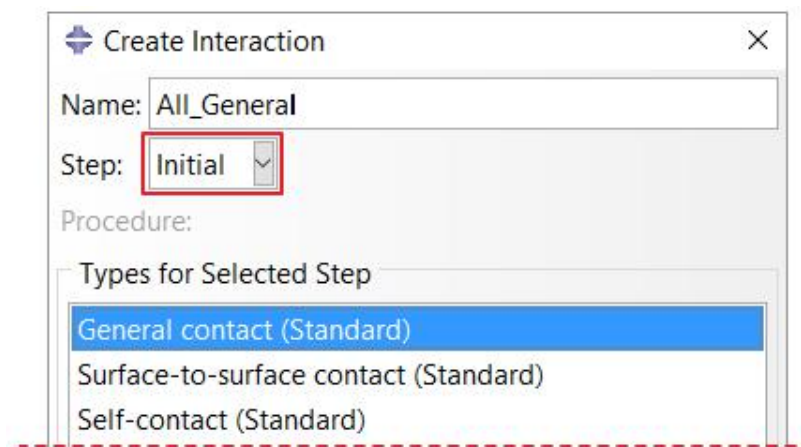 Create Interaction
Name: All_General
Step: Initial
Procedure:
Types for Selected Step
General contact (Standard)
Surface-to-surface contact (Standard)
Self-contact (Standard)